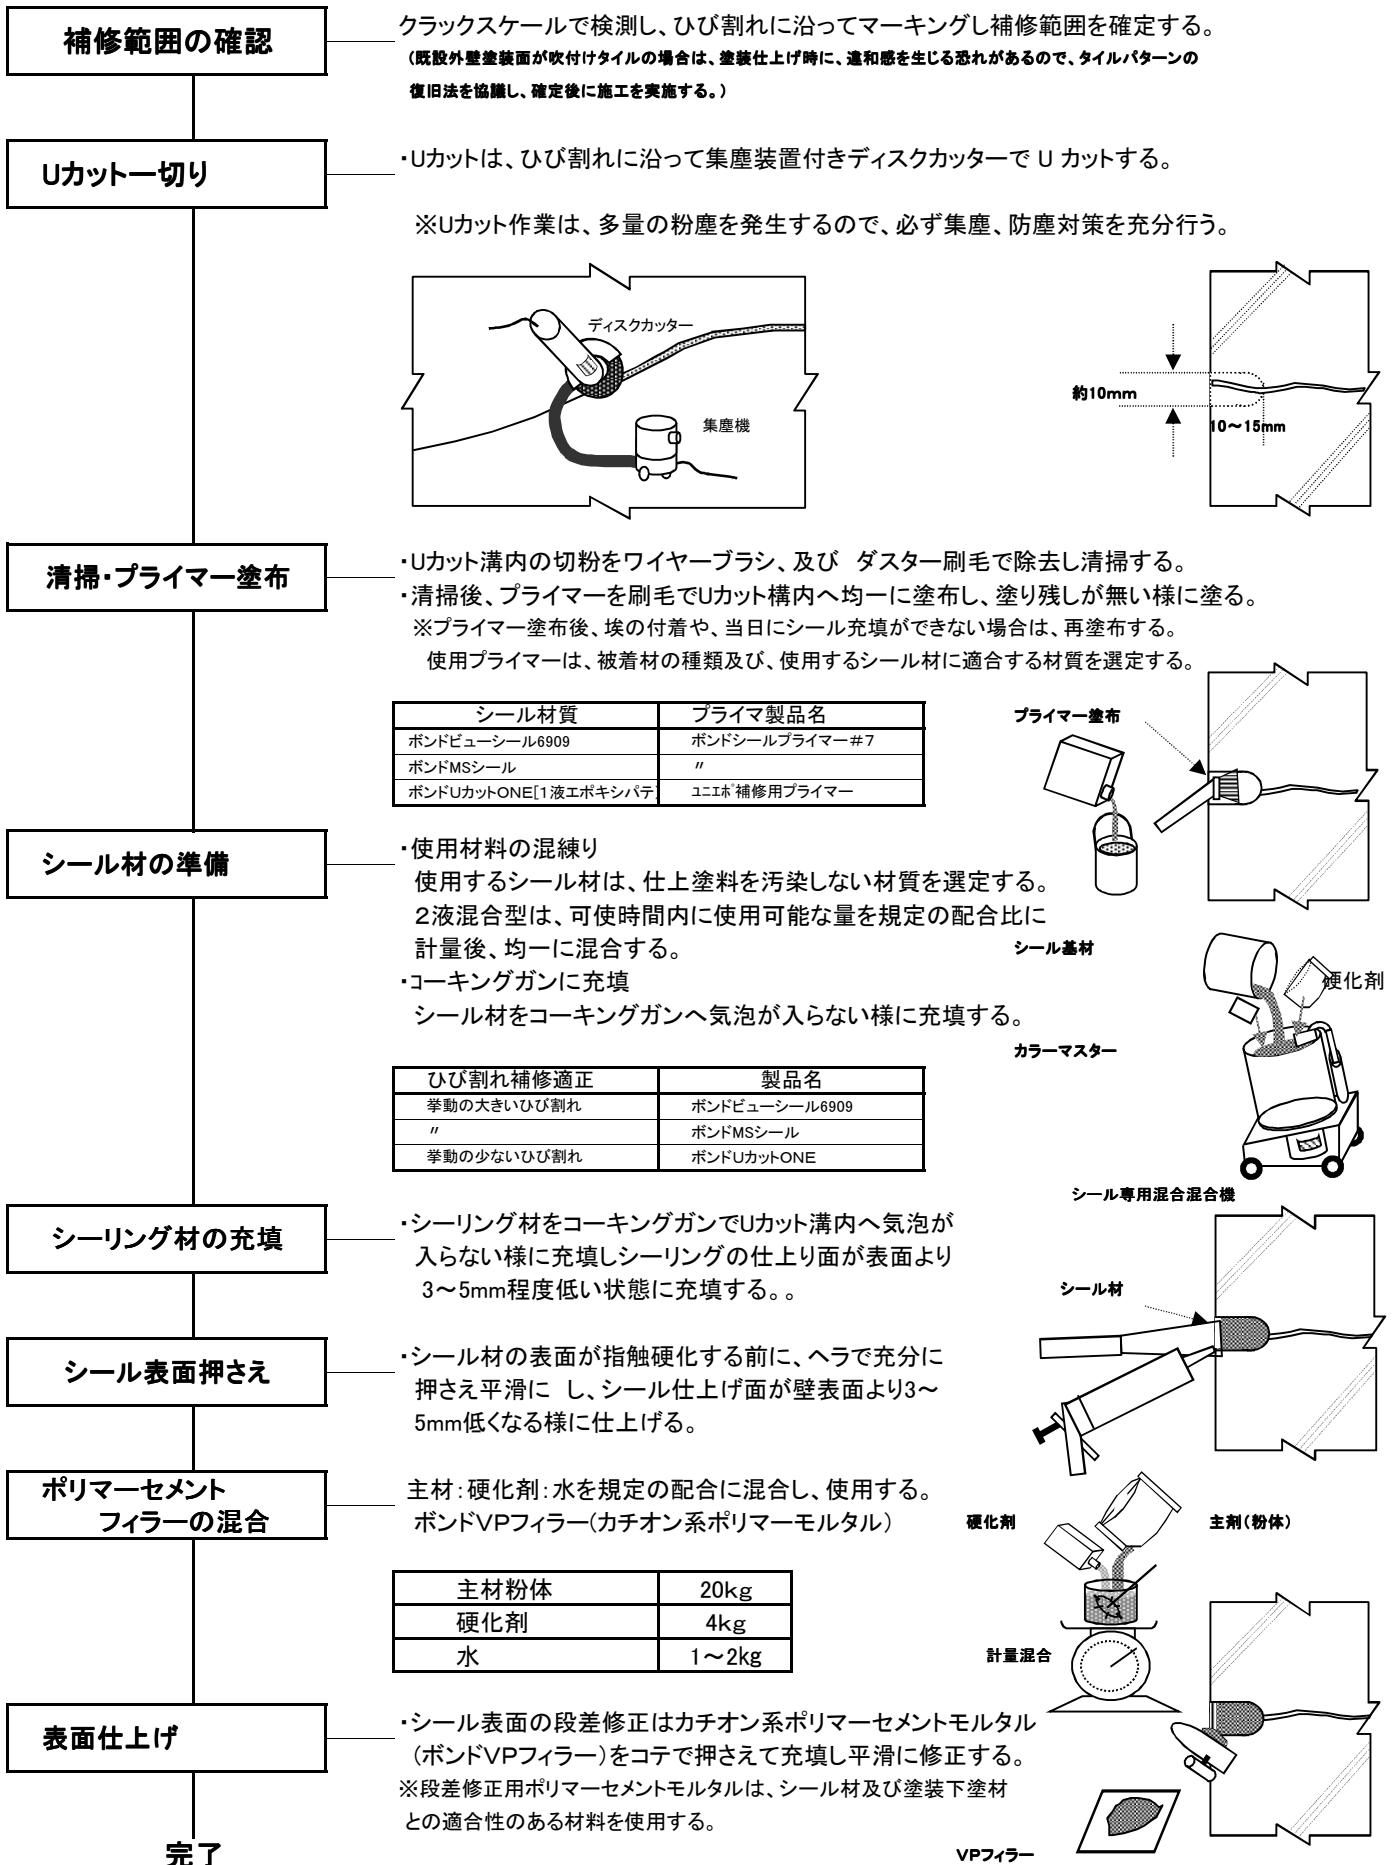 補修範囲の確認
クラックスケールで検測し、ひび割れに沿ってマーキングし補修範囲を確定する。
(既設外壁塗装面が吹付けタイルの場合は、塗装仕上げ時に、違和感を生じる恐れがあるので、タイルパターンの
復旧法を協議し、確定後に施工を実施する。)
Uカットー切り
・Uカットは、ひび割れに沿って集塵装置付きディスクカッターで U カットする。
※Uカット作業は、多量の粉塵を発生するので、必ず集塵、防塵対策を充分行う。
ディスクカッター
集塵機
約10mm
10～15mm
清掃・プライマー塗布
・Uカット溝内の切粉をワイヤーブラシ、及び ダスター刷毛で除去し清掃する。
・清掃後、プライマーを刷毛でUカット構内へ均一に塗布し、塗り残しが無い様に塗る。
※プライマー塗布後、埃の付着や、当日にシール充填ができない場合は、再塗布する。
使用プライマーは、被着材の種類及び、使用するシール材に適合する材質を選定する。
シール材質 プライマ製品名
ボンドビューシール6909 ボンドシールプライマー＃7
ボンドMSシール 〃
ボンドUカットONE[1液エポキシパテ] ユニエポ補修用プライマー
プライマー塗布
シール材の準備
・使用材料の混練り
使用するシール材は、仕上塗料を汚染しない材質を選定する。
２液混合型は、可使時間内に使用可能な量を規定の配合比に
計量後、均一に混合する。
・コーキングガンに充填
シール材をコーキングガンへ気泡が入らない様に充填する。
シール基材
硬化剤
カラーマスター
シール専用混合混合機
ひび割れ補修適正 製品名
挙動の大きいひび割れ ボンドビューシール6909
〃 ボンドMSシール
挙動の少ないひび割れ ボンドUカットONE
シーリング材の充填
・シーリング材をコーキングガンでUカット溝内へ気泡が
入らない様に充填しシーリングの仕上り面が表面より
3～5mm程度低い状態に充填する。。
シール材
シール表面押さえ
・シール材の表面が指触硬化する前に、ヘラで充分に
押さえ平滑に し、シール仕上げ面が壁表面より3～
5mm低くなる様に仕上げる。
ポリマーセメント
フィラーの混合
主材：硬化剤：水を規定の配合に混合し、使用する。
ボンドVPフィラー(カチオン系ポリマーモルタル)
硬化剤
主剤(粉体)
計量混合
主材粉体 20kg
硬化剤 4kg
水 1～2kg
表面仕上げ
・シール表面の段差修正はカチオン系ポリマーセメントモルタル
(ボンドVPフィラー)をコテで押さえて充填し平滑に修正する。
※段差修正用ポリマーセメントモルタルは、シール材及び塗装下塗材
との適合性のある材料を使用する。
VPフィラー
完了